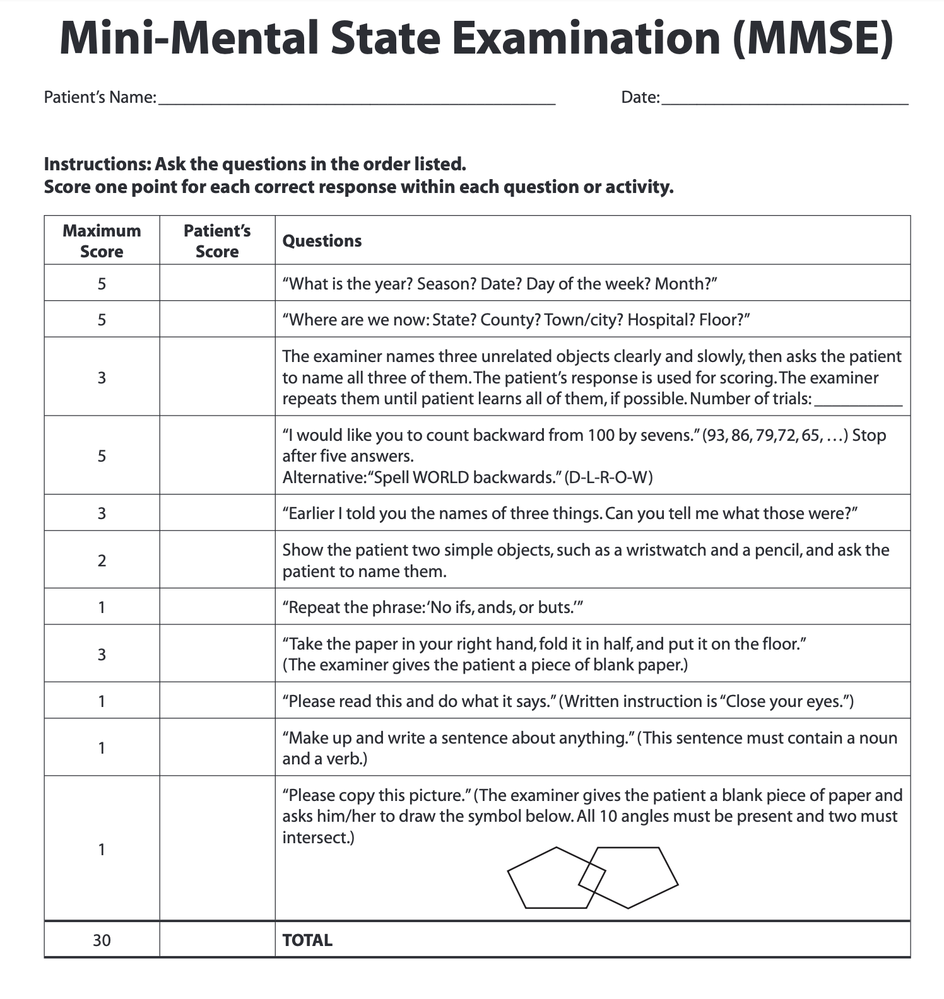 Mini-Mental State Examination (MMSE)
Patient’s Name:
Date:
Instructions: Ask the questions in the order listed.
Score one point for each correct response within each question or activity.
Maximum Score
Patient’s Score
Questions
5
“What is the year? Season? Date? Day of the week? Month?”
5
“Where are we now: State? County? Town/city? Hospital? Floor?”
3
The examiner names three unrelated objects clearly and slowly, then asks the patient
to name all three of them. The patient’s response is used for scoring. The examiner
repeats them until patient learns all of them, if possible. Number of trials:
5
“I would like you to count backward from 100 by sevens.” (93, 86, 79,72, 65, …) Stop
after five answers.
Alternative: “Spell WORLD backwards.” (D-L-R-O-W)
3
“Earlier I told you the names of three things. Can you tell me what those were?”
2
Show the patient two simple objects, such as a wristwatch and a pencil, and ask the
patient to name them.
1
“Repeat the phrase: ‘No ifs, ands, or buts.’”
3
“Take the paper in your right hand, fold it in half, and put it on the floor.”
(The examiner gives the patient a piece of blank paper.)
1
“Please read this and do what it says.” (Written instruction is “Close your eyes.”)
1
“Make up and write a sentence about anything.” (This sentence must contain a noun
and a verb.)
1
“Please copy this picture.” (The examiner gives the patient a blank piece of paper and
asks him/her to draw the symbol below. All 10 angles must be present and two must
intersect.)
30
TOTAL